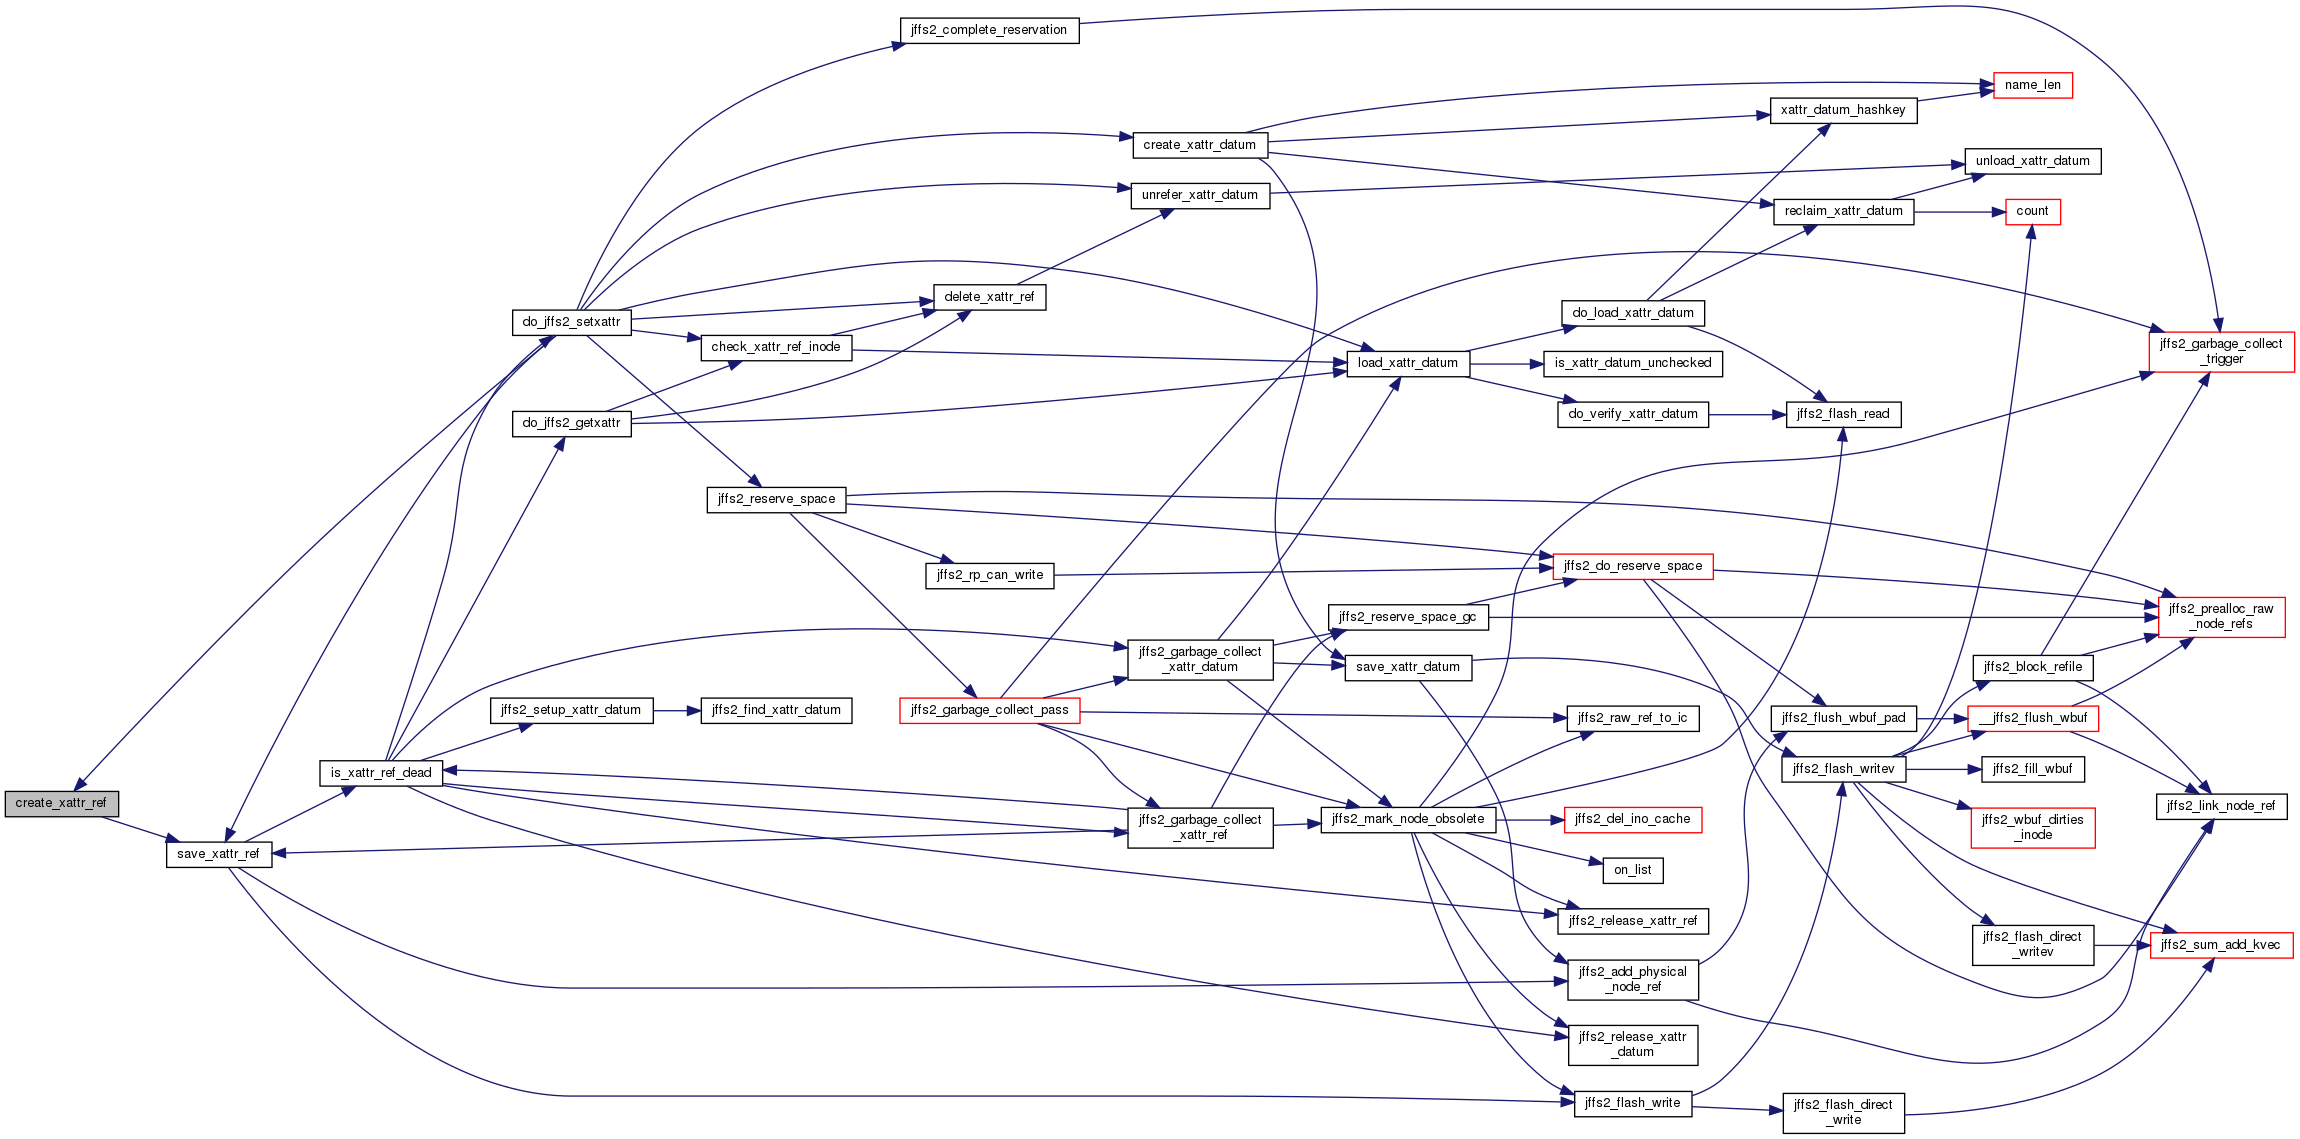 jffs2_complete_reservation
name_len
xattr_datum_hashkey
create_xattr_datum
unload_xattr_datum
unrefer_xattr_datum
reclaim_xattr_datum
count
delete_xattr_ref
do_load_xattr_datum
do_jffs2_setxattr
check_xattr_ref_inode
jffs2_garbage_collect
_trigger
load_xattr_datum
is_xattr_datum_unchecked
do_verify_xattr_datum
jffs2_flash_read
do_jffs2_getxattr
jffs2_reserve_space
jffs2_rp_can_write
jffs2_do_reserve_space
jffs2_reserve_space_gc
jffs2_prealloc_raw
_node_refs
jffs2_garbage_collect
_xattr_datum
save_xattr_datum
jffs2_block_refile
jffs2_setup_xattr_datum
jffs2_find_xattr_datum
jffs2_garbage_collect_pass
jffs2_raw_ref_to_ic
jffs2_flush_wbuf_pad
__jffs2_flush_wbuf
is_xattr_ref_dead
jffs2_flash_writev
jffs2_fill_wbuf
create_xattr_ref
jffs2_link_node_ref
jffs2_garbage_collect
_xattr_ref
jffs2_mark_node_obsolete
jffs2_del_ino_cache
jffs2_wbuf_dirties
_inode
save_xattr_ref
on_list
jffs2_release_xattr_ref
jffs2_flash_direct
_writev
jffs2_sum_add_kvec
jffs2_add_physical
_node_ref
jffs2_release_xattr
_datum
jffs2_flash_write
jffs2_flash_direct
_write